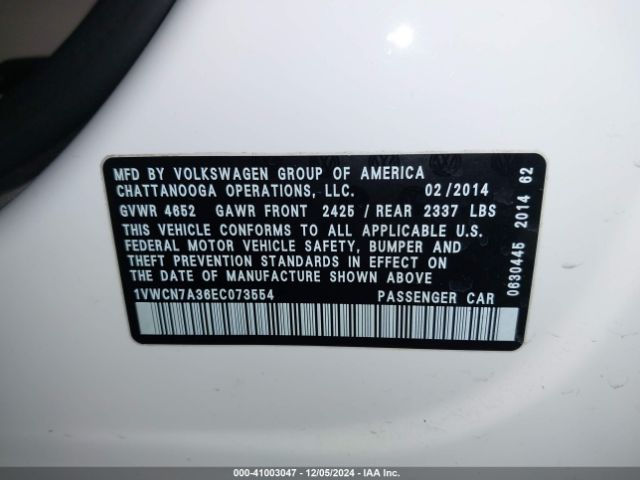 MFD BY VOLKSWAGEN GROUP OF AMERICA
CHATTANOOGA OPERATIONS, LLC. 02/2014
GVWR 4652 GAWR FRONT 2425 / REAR 2337 LBS
THIS VEHICLE CONFORMS TO ALL APPLICABLE U.S.
FEDERAL MOTOR VEHICLE SAFETY, BUMPER AND
THEFT PREVENTION STANDARDS IN EFFECT ON
THE DATE OF MANUFACTURE SHOWN ABOVE
1VWCN7A36EC073554 PASSENGER CAR
0630445 2014 62
000-41003047 - 12/05/2024 - IAA Inc.